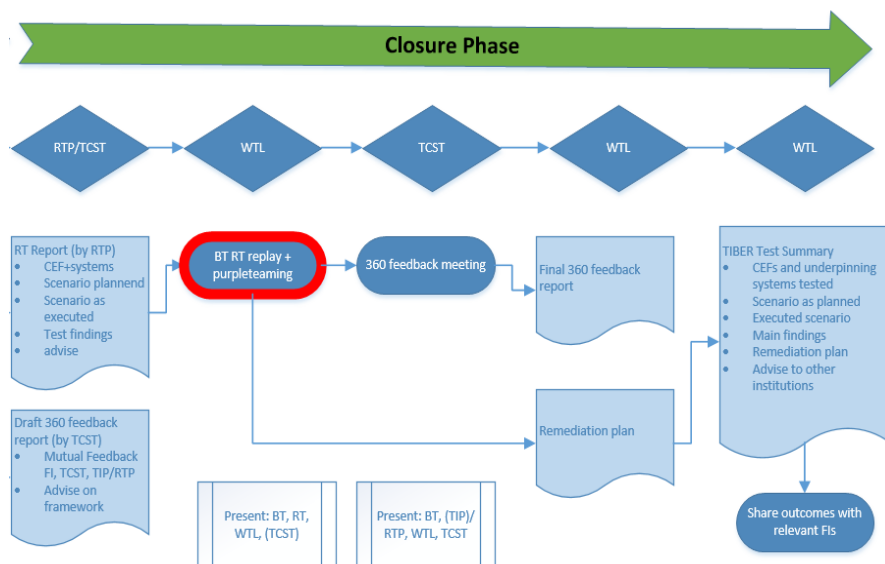 Closure Phase
RTP/TCST
WTL
TCST
WTL
WTL
RT Report (by RTP)
• CEF+systems
• Scenario plannend
• Scenario as
executed
• Test findings
• advise
BT RT replay +
purpleteaming
360 feedback meeting
Final 360 feedback
report
TIBER Test Summary
• CEFs and underpinning
systems tested
• Scenario as planned
• Executed scenario
• Main findings
• Remediation plan
• Advise to other
institutions
Draft 360 feedback
report (by TCST)
• Mutual Feedback
FI, TCST, TIP/RTP
• Advise on
framework
Remediation plan
Present: BT, RT,
WTL, (TCST)
Present: BT, (TIP)/
RTP, WTL, TCST
Share outcomes with
relevant FIs